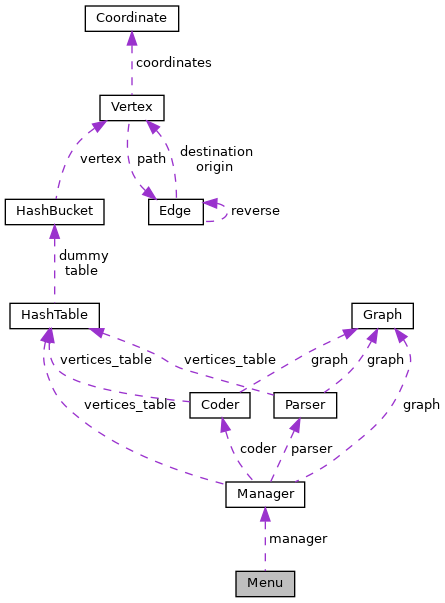 Coordinate
coordinates
Vertex
vertex
path
destination
origin
HashBucket
Edge
reverse
dummy
table
HashTable
Graph
vertices_table
vertices_table
graph
graph
vertices_table
Coder
Parser
graph
coder
parser
Manager
manager
Menu